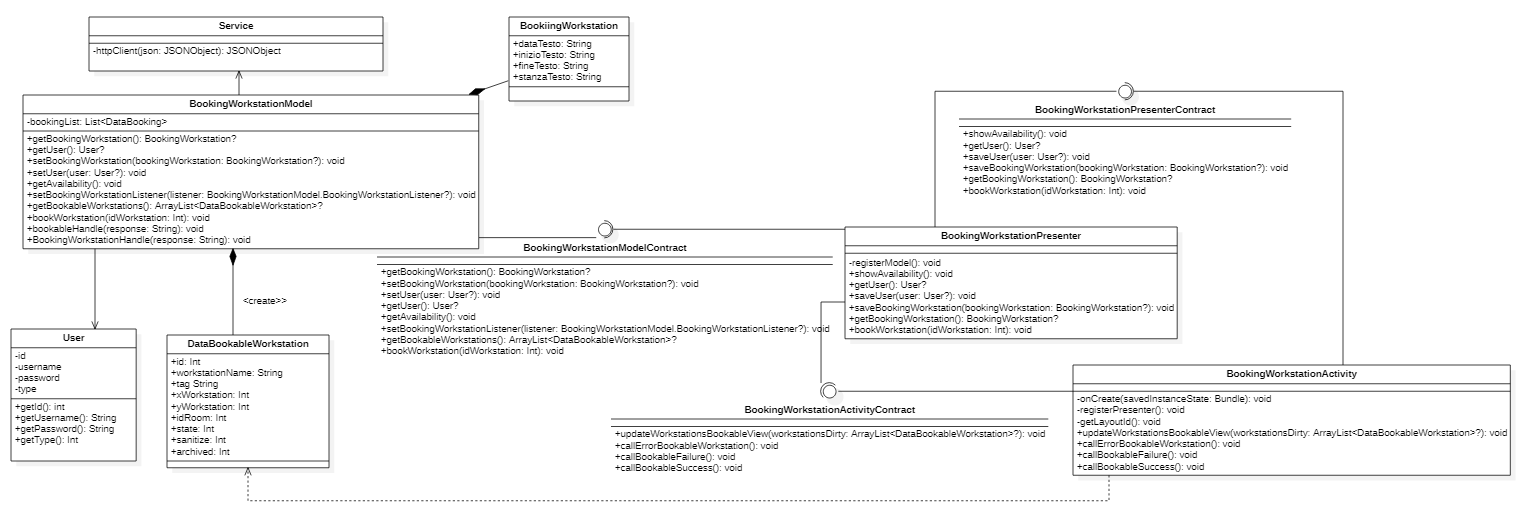 Service
-httpClient(json: JSONObject): JSONObject
BookiingWorkstation
+dataTesto: String
+inizioTesto: String
+fineTesto: String
+stanzaTesto: String
BookingWorkstationModel
-bookingList: List<DataBooking>
+getBookingWorkstation(): BookingWorkstation?
+getUser(): User?
+setBookingWorkstation(bookingWorkstation: BookingWorkstation?): void
+setUser(user: User?): void
+getAvailability(): void
+setBookingWorkstationListener(listener: BookingWorkstationModel.BookingWorkstationListener?): void
+getBookableWorkstations(): ArrayList<DataBookableWorkstation>?
+bookWorkstation(idWorkstation: Int): void
+bookableHandle(response: String): void
+BookingWorkstationHandle(response: String): void
BookingWorkstationPresenterContract
+showAvailability(): void
+getUser(): User?
+saveUser(user: User?): void
+saveBookingWorkstation(bookingWorkstation: BookingWorkstation?): void
+getBookingWorkstation(): BookingWorkstation?
+bookWorkstation(idWorkstation: Int): void
BookingWorkstationModelContract
+getBookingWorkstation(): BookingWorkstation?
+setBookingWorkstation(bookingWorkstation: BookingWorkstation?): void
+setUser(user: User?): void
+getUser(): User?
+getAvailability(): void
+setBookingWorkstationListener(listener: BookingWorkstationModel.BookingWorkstationListener?): void
+getBookableWorkstations(): ArrayList<DataBookableWorkstation>?
+bookWorkstation(idWorkstation: Int): void
BookingWorkstationPresenter
-registerModel(): void
+showAvailability(): void
+getUser(): User?
+saveUser(user: User?): void
+saveBookingWorkstation(bookingWorkstation: BookingWorkstation?): void
+getBookingWorkstation(): BookingWorkstation?
+bookWorkstation(idWorkstation: Int): void
<create>>
User
-id
-username
-password
-type
+getId(): int
+getUsername(): String
+getPassword(): String
+getType(): Int
DataBookableWorkstation
+id: Int
+workstationName: String
+tag String
+xWorkstation: Int
+yWorkstation: Int
+idRoom: Int
+state: Int
+sanitize: Int
+archived: Int
BookingWorkstationActivityContract
+updateWorkstationsBookableView(workstationsDirty: ArrayList<DataBookableWorkstation>?): void
+callErrorBookableWorkstation(): void
+callBookableFailure(): void
+callBookableSuccess(): void
BookingWorkstationActivity
-onCreate(savedInstanceState: Bundle): void
-registerPresenter(): void
-getLayoutId(): void
+updateWorkstationsBookableView(workstationsDirty: ArrayList<DataBookableWorkstation>?): void
+callErrorBookableWorkstation(): void
+callBookableFailure(): void
+callBookableSuccess(): void